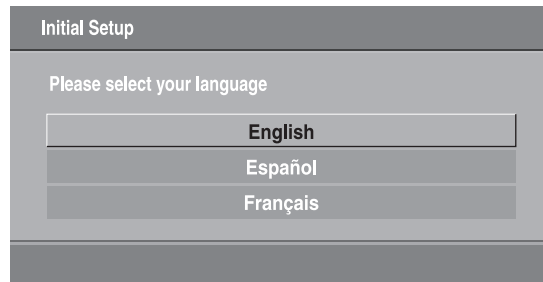 Initial Setup
Please select your language
English
Español
Français